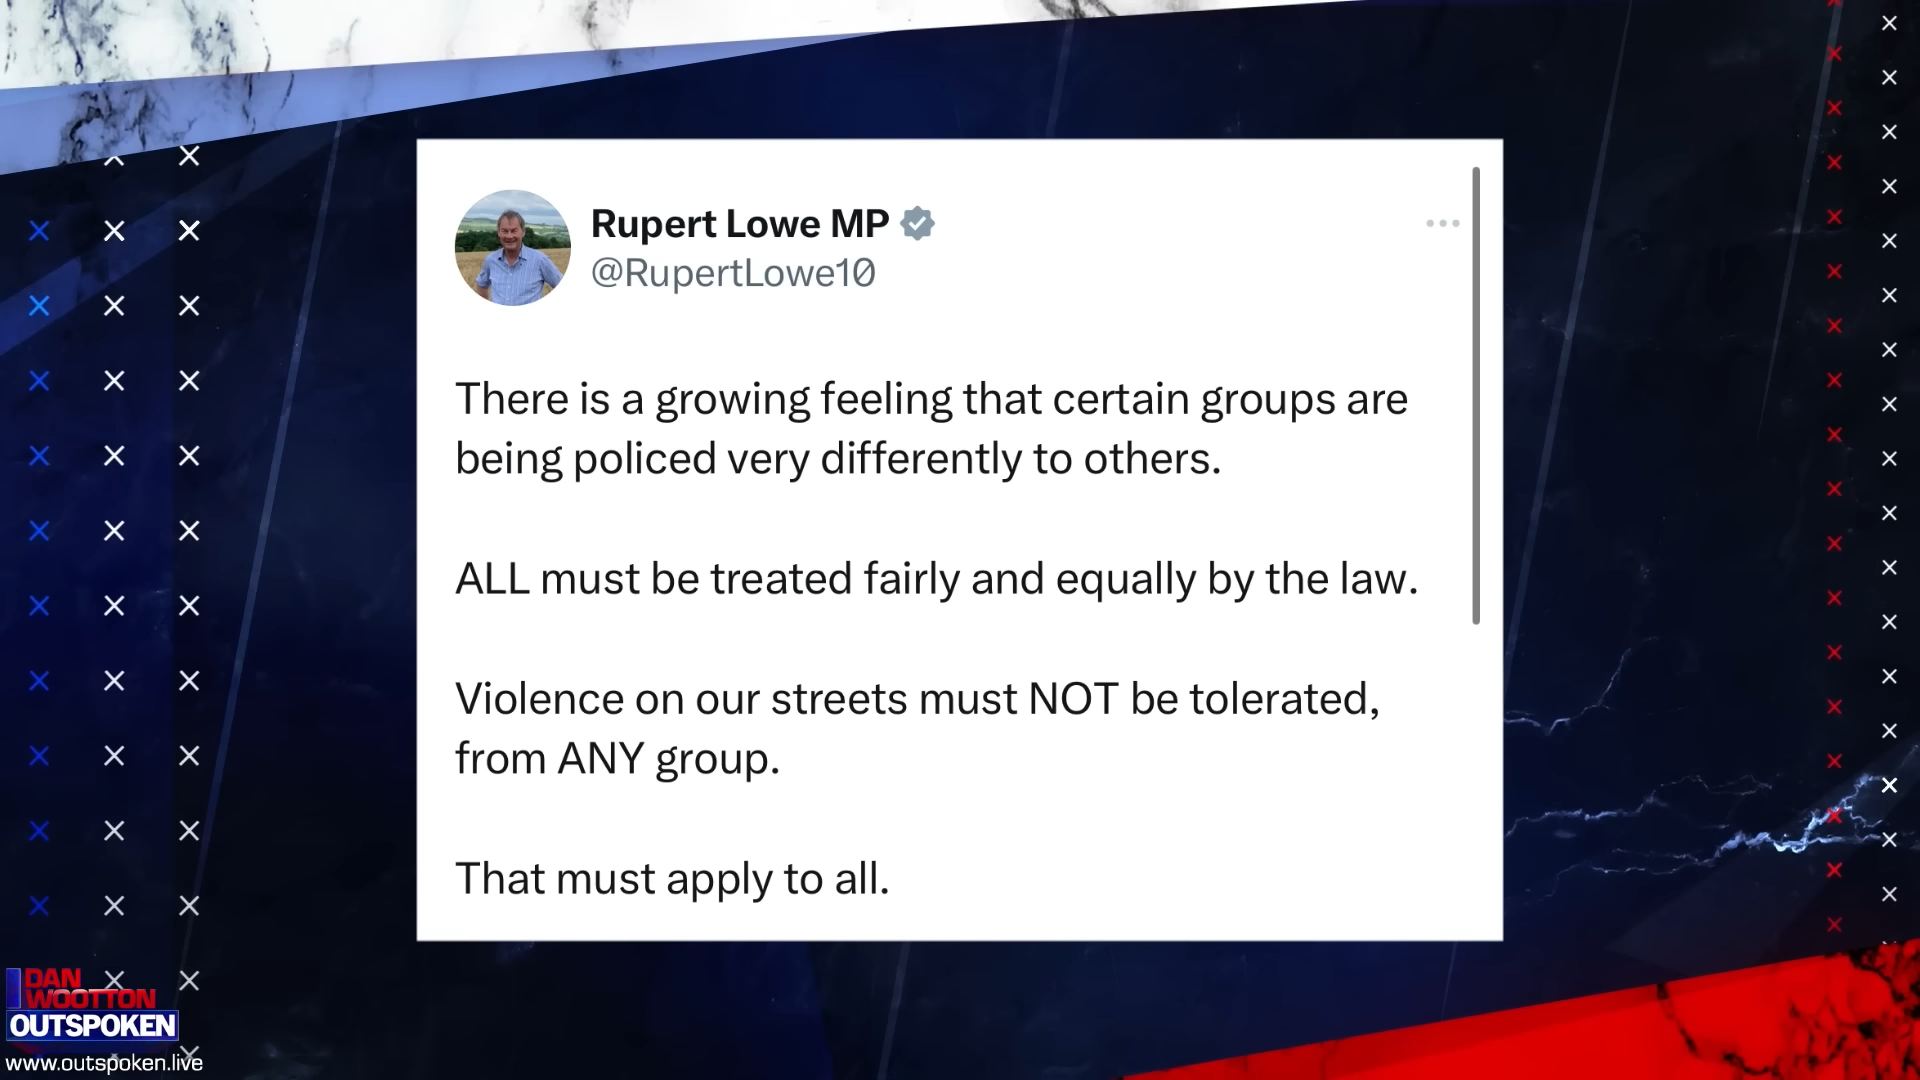 Rupert Lowe MP
@RupertLowe10
There is a growing feeling that certain groups are
being policed very differently to others.
ALL must be treated fairly and equally by the law.
Violence on our streets must NOT be tolerated,
from ANY group.
That must apply to all.
DAN
WOOTTON
OUTSPOKEN
www.outspoken.live